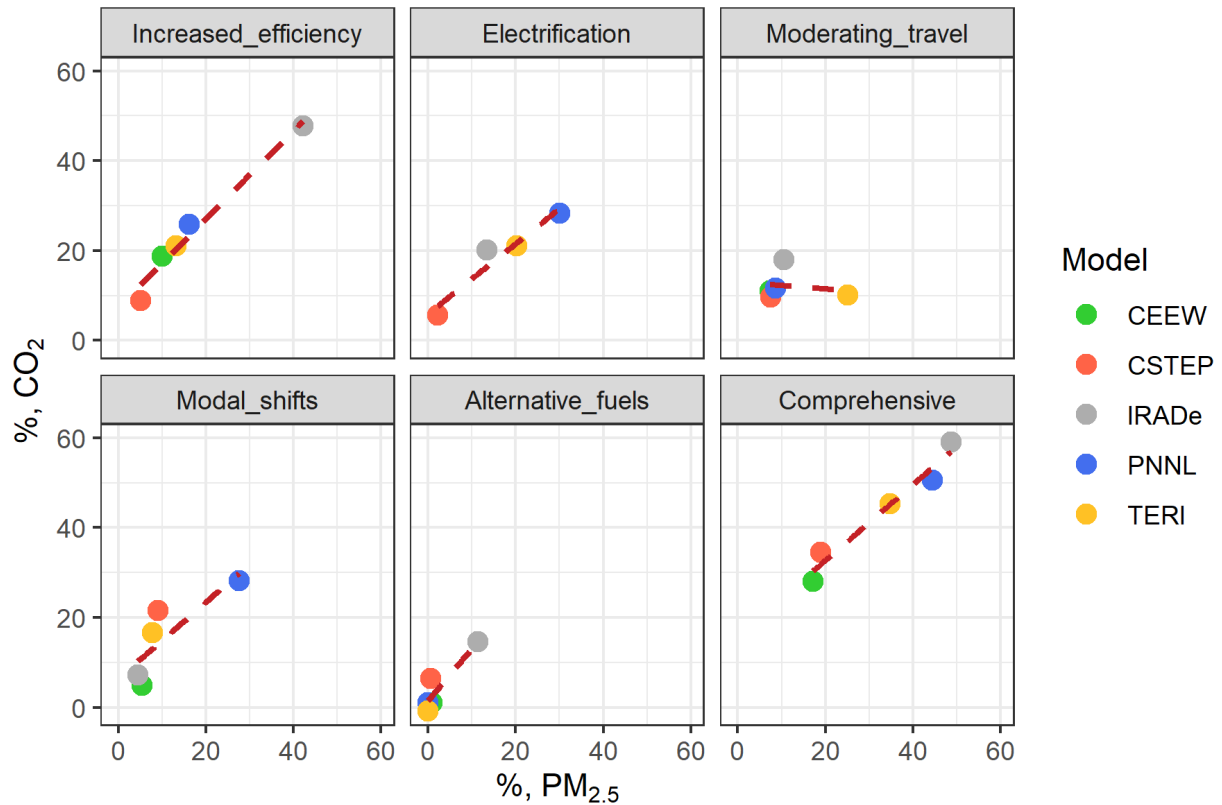 Increased_efficiency Electrification Moderating_travel
60
40
20
0
Modal_shifts Alternative_fuels Comprehensive
60
40
20
0
0 20 40 60 0 20 40 60 0 20 40 60
%, CO₂
%, PM₂.₅
Model
CEEW
CSTEP
IRADe
PNNL
TERI